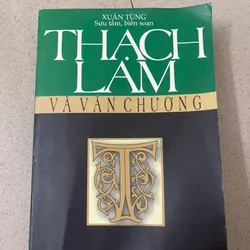 XUÂN TÙNG
Sưu tầm, biên soạn
THẠCH
LAM
VÀ VĂN CHƯƠNG
T